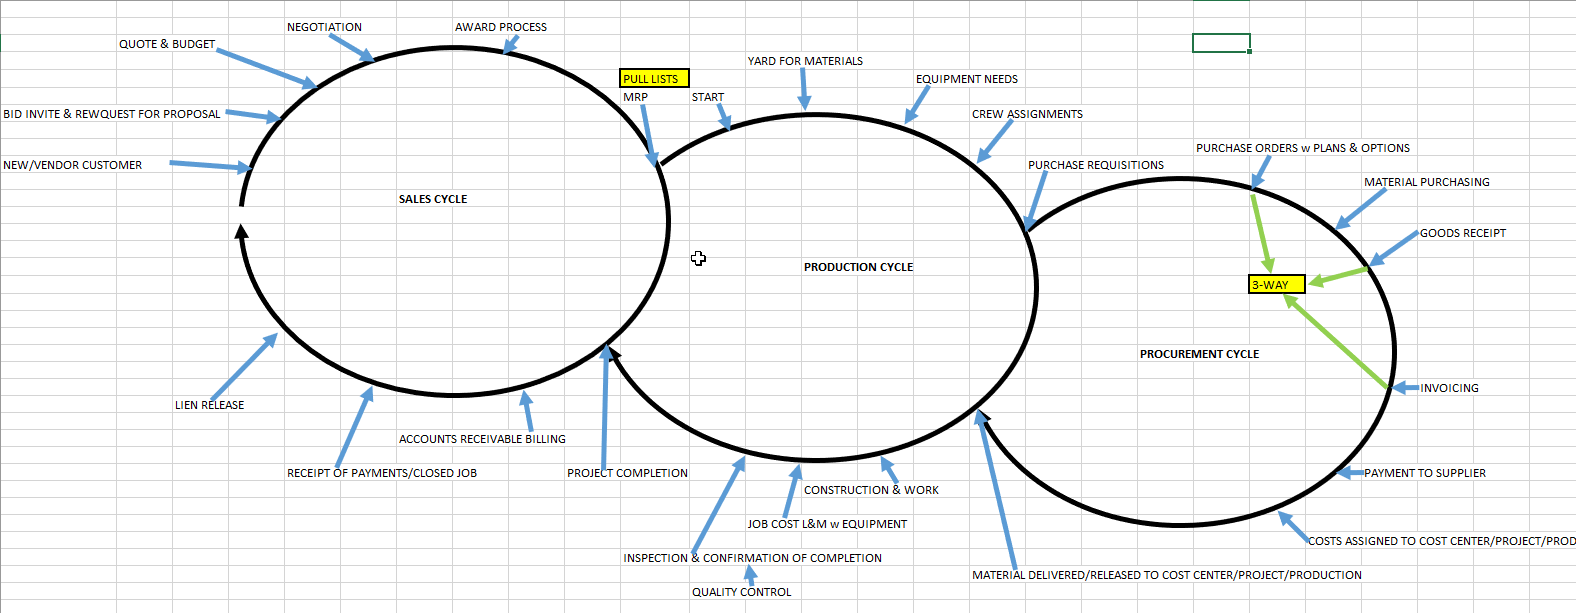 NEGOTIATION
AWARD PROCESS
QUOTE & BUDGET
YARD FOR MATERIALS
PULL LISTS
EQUIPMENT NEEDS
MRP
START
BID INVITE & REWQUEST FOR PROPOSAL
CREW ASSIGNMENTS
PURCHASE ORDERS w PLANS & OPTIONS
NEW/VENDOR CUSTOMER
PURCHASE REQUISITIONS
MATERIAL PURCHASING
SALES CYCLE
GOODS RECEIPT
PRODUCTION CYCLE
3-WAY
PROCUREMENT CYCLE
INVOICING
LIEN RELEASE
ACCOUNTS RECEIVABLE BILLING
RECEIPT OF PAYMENTS/CLOSED JOB
PROJECT COMPLETION
PAYMENT TO SUPPLIER
CONSTRUCTION & WORK
JOB COST L&M w EQUIPMENT
COSTS ASSIGNED TO COST CENTER/PROJECT/PROD
INSPECTION & CONFIRMATION OF COMPLETION
MATERIAL DELIVERED/RELEASED TO COST CENTER/PROJECT/PRODUCTION
QUALITY CONTROL